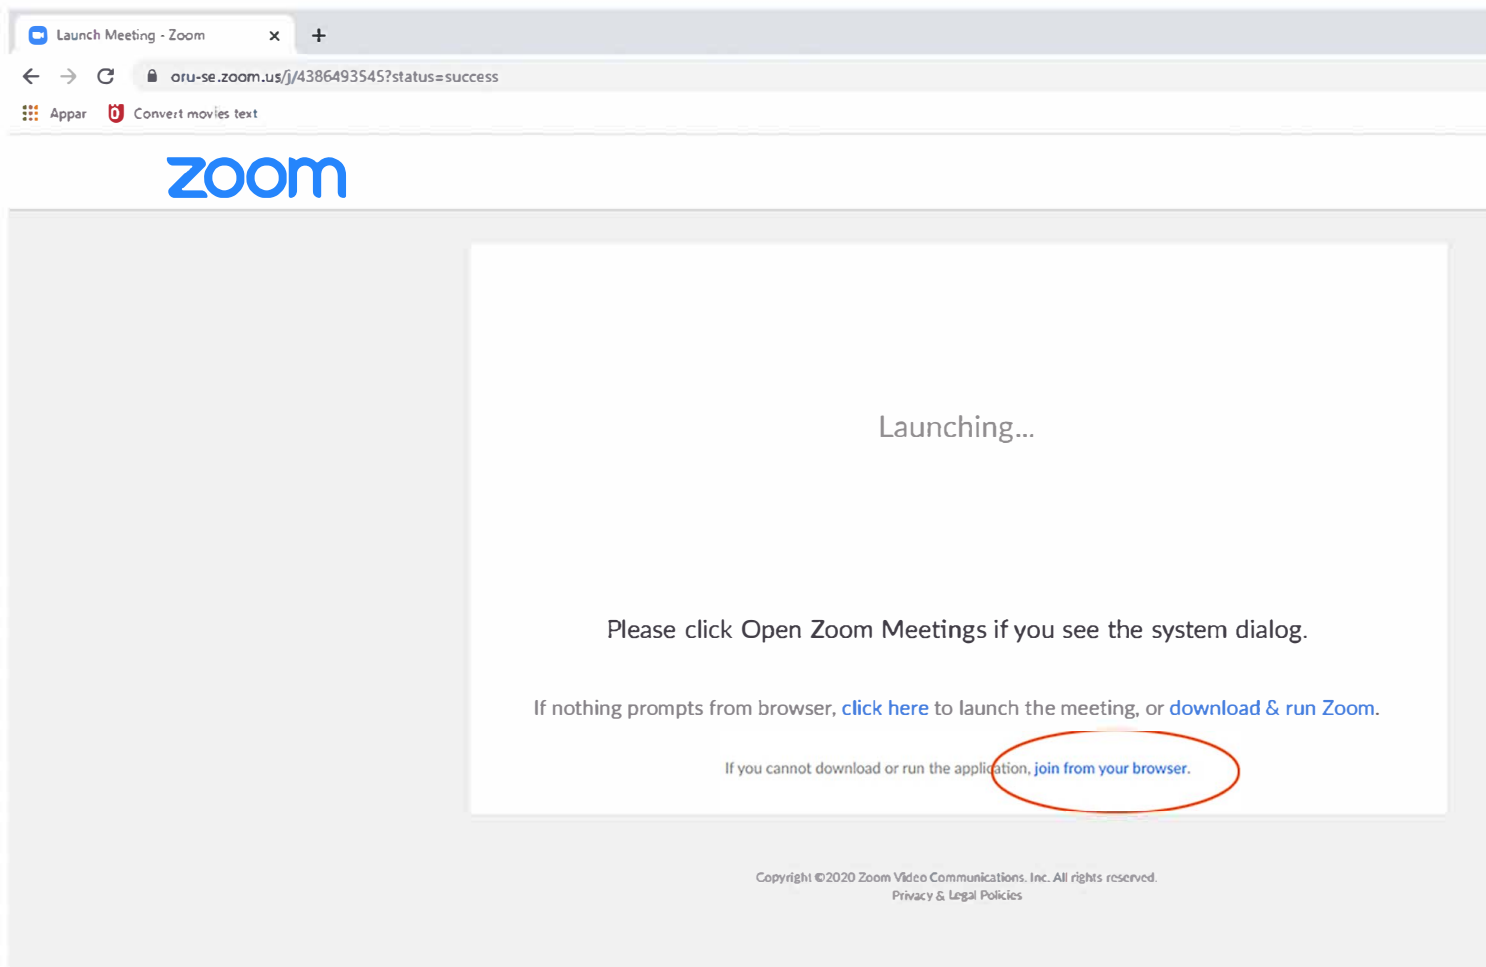 Launch Meeting - Zoom
oru-se.zoom.us/j/4386493545?status=success
Appar Convert movies text
zoom
Launching...
Please click Open Zoom Meetings if you see the system dialog.
If nothing prompts from browser, click here to launch the meeting, or download & run Zoom.
If you cannot download or run the application, join from your browser.
Copyright ©2020 Zoom Video Communications. Inc. All rights reserved.
Privacy & Legal Policies